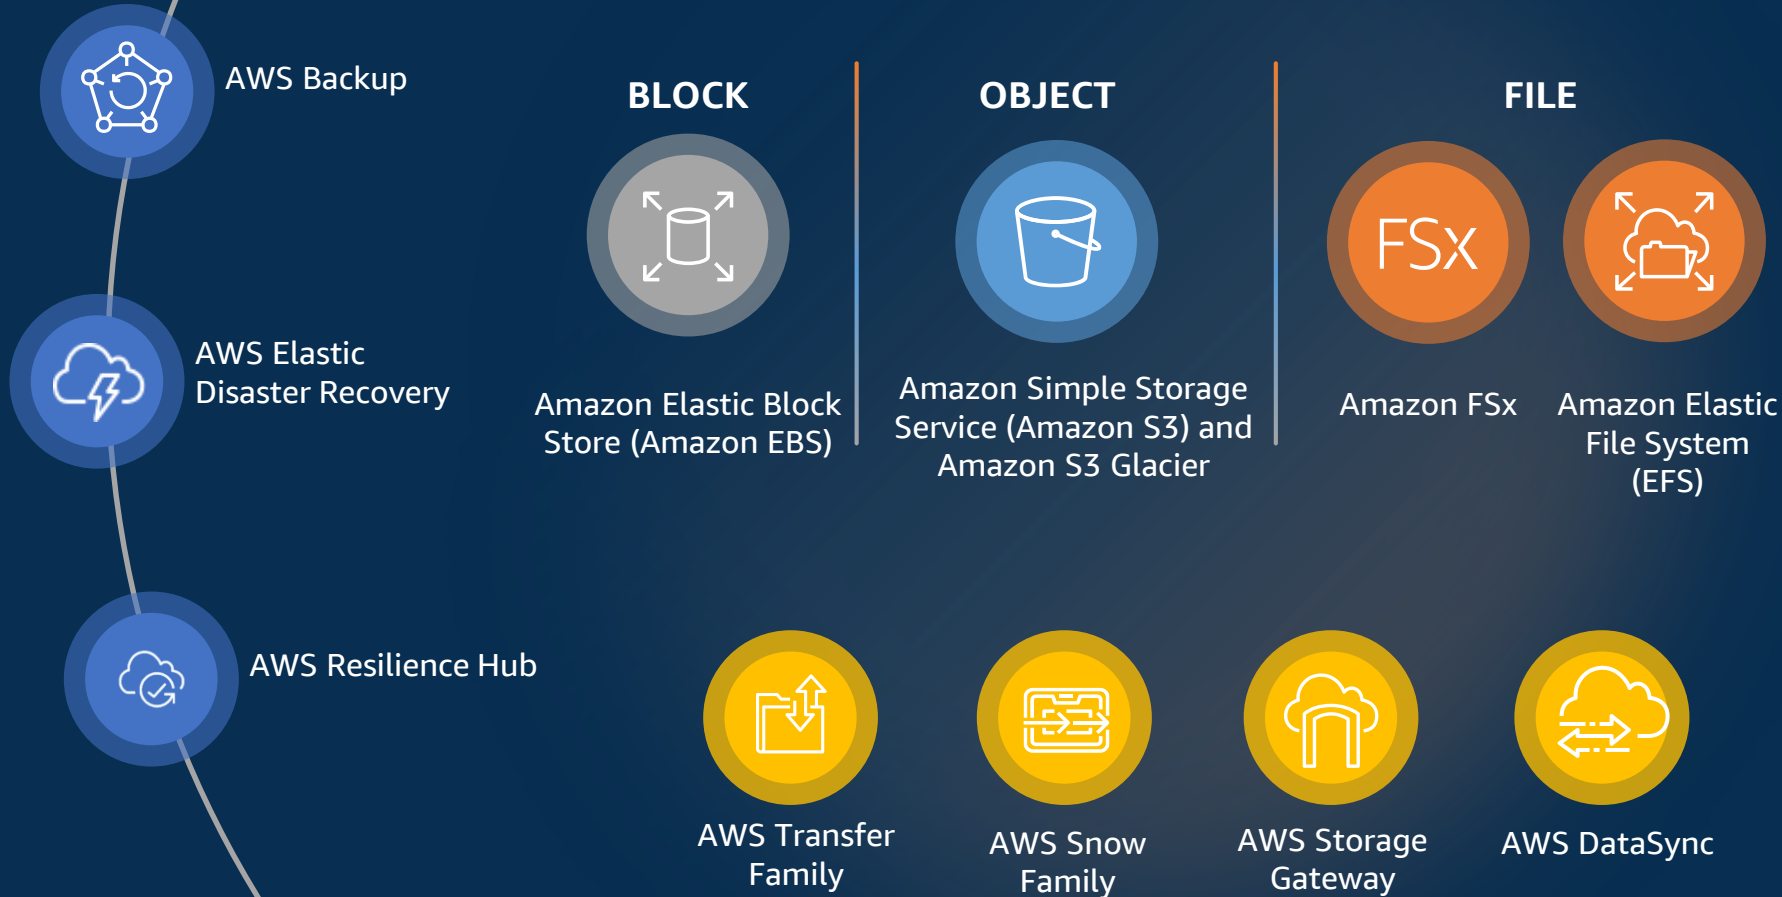 AWS Backup
AWS Elastic
Disaster Recovery
AWS Resilience Hub
BLOCK
Amazon Elastic Block
Store (Amazon EBS)
OBJECT
Amazon Simple Storage
Service (Amazon S3) and
Amazon S3 Glacier
FILE
FSx
Amazon FSx
Amazon Elastic
File System
(EFS)
AWS Transfer
Family
AWS Snow
Family
AWS Storage
Gateway
AWS DataSync